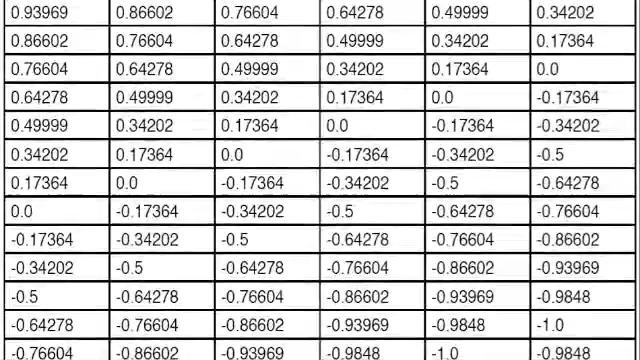 0.93969 0.86602 0.76604 0.64278 0.49999 0.34202
0.86602 0.76604 0.64278 0.49999 0.34202 0.17364
0.76604 0.64278 0.49999 0.34202 0.17364 0.0
0.64278 0.49999 0.34202 0.17364 0.0 -0.17364
0.49999 0.34202 0.17364 0.0 -0.17364 -0.34202
0.34202 0.17364 0.0 -0.17364 -0.34202 -0.5
0.17364 0.0 -0.17364 -0.34202 -0.5 -0.64278
0.0 -0.17364 -0.34202 -0.5 -0.64278 -0.76604
-0.17364 -0.34202 -0.5 -0.64278 -0.76604 -0.86602
-0.34202 -0.5 -0.64278 -0.76604 -0.86602 -0.93969
-0.5 -0.64278 -0.76604 -0.86602 -0.93969 -0.9848
-0.64278 -0.76604 -0.86602 -0.93969 -0.9848 -1.0
-0.76604 -0.86602 -0.93969 -0.9848 -1.0 -0.9848